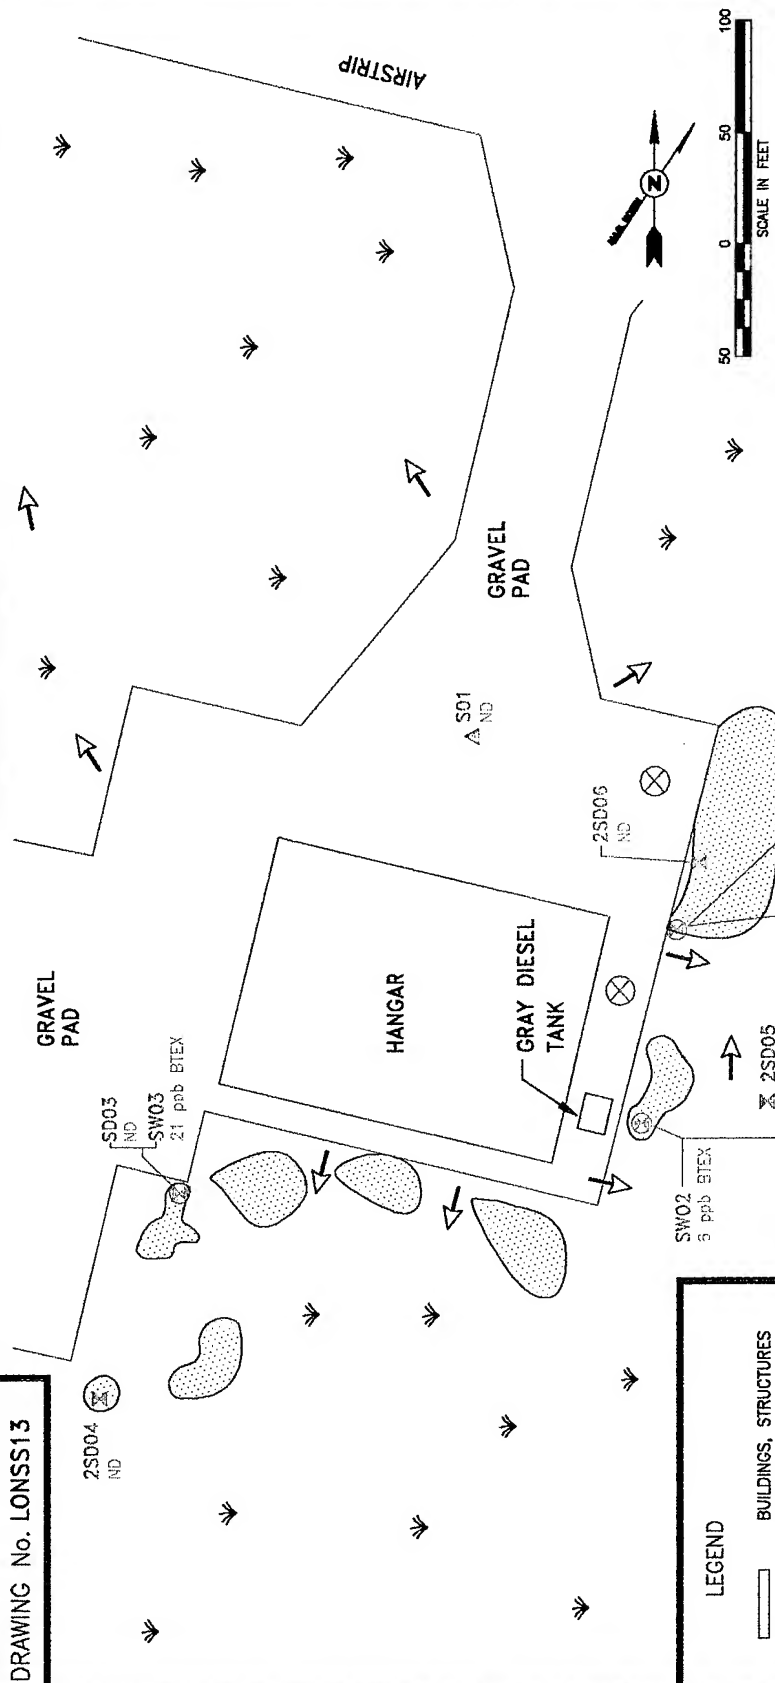 DRAWING No. LONSS13
AIRSTRIP
GRAVEL
PAD
GRAVEL
PAD
S01
ND
HANGAR
GRAY DIESEL
TANK
SD03
ND
SW03
21 ppb BTEX
2SD04
ND
2SD06
ND
2SD05
SW02
ppb BTEX
N
50
0
50
100
SCALE IN FEET
LEGEND
BUILDINGS, STRUCTURES